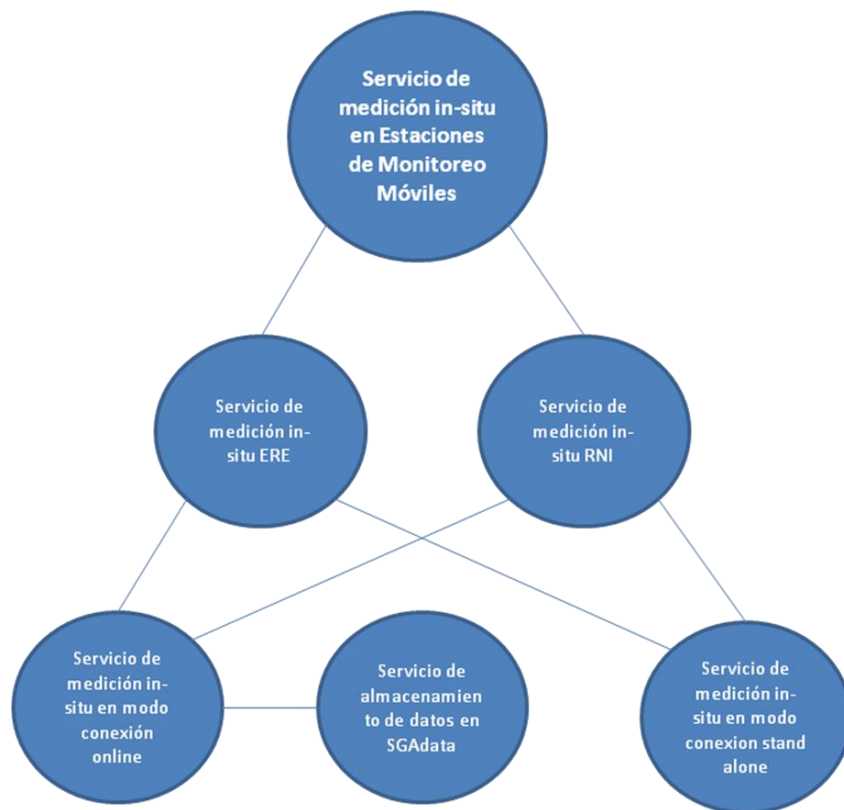 Servicio de
medición in-situ
en Estaciones
de Monitoreo
Móviles
Servicio de
medición in-
situ ERE
Servicio de
medición in-
situ RNI
Servicio de
medición in-
situ en modo
conexión
online
Servicio de
almacenamien
to de datos en
SGAdata
Servicio de
medición in-
situ en modo
conexion stand
alone